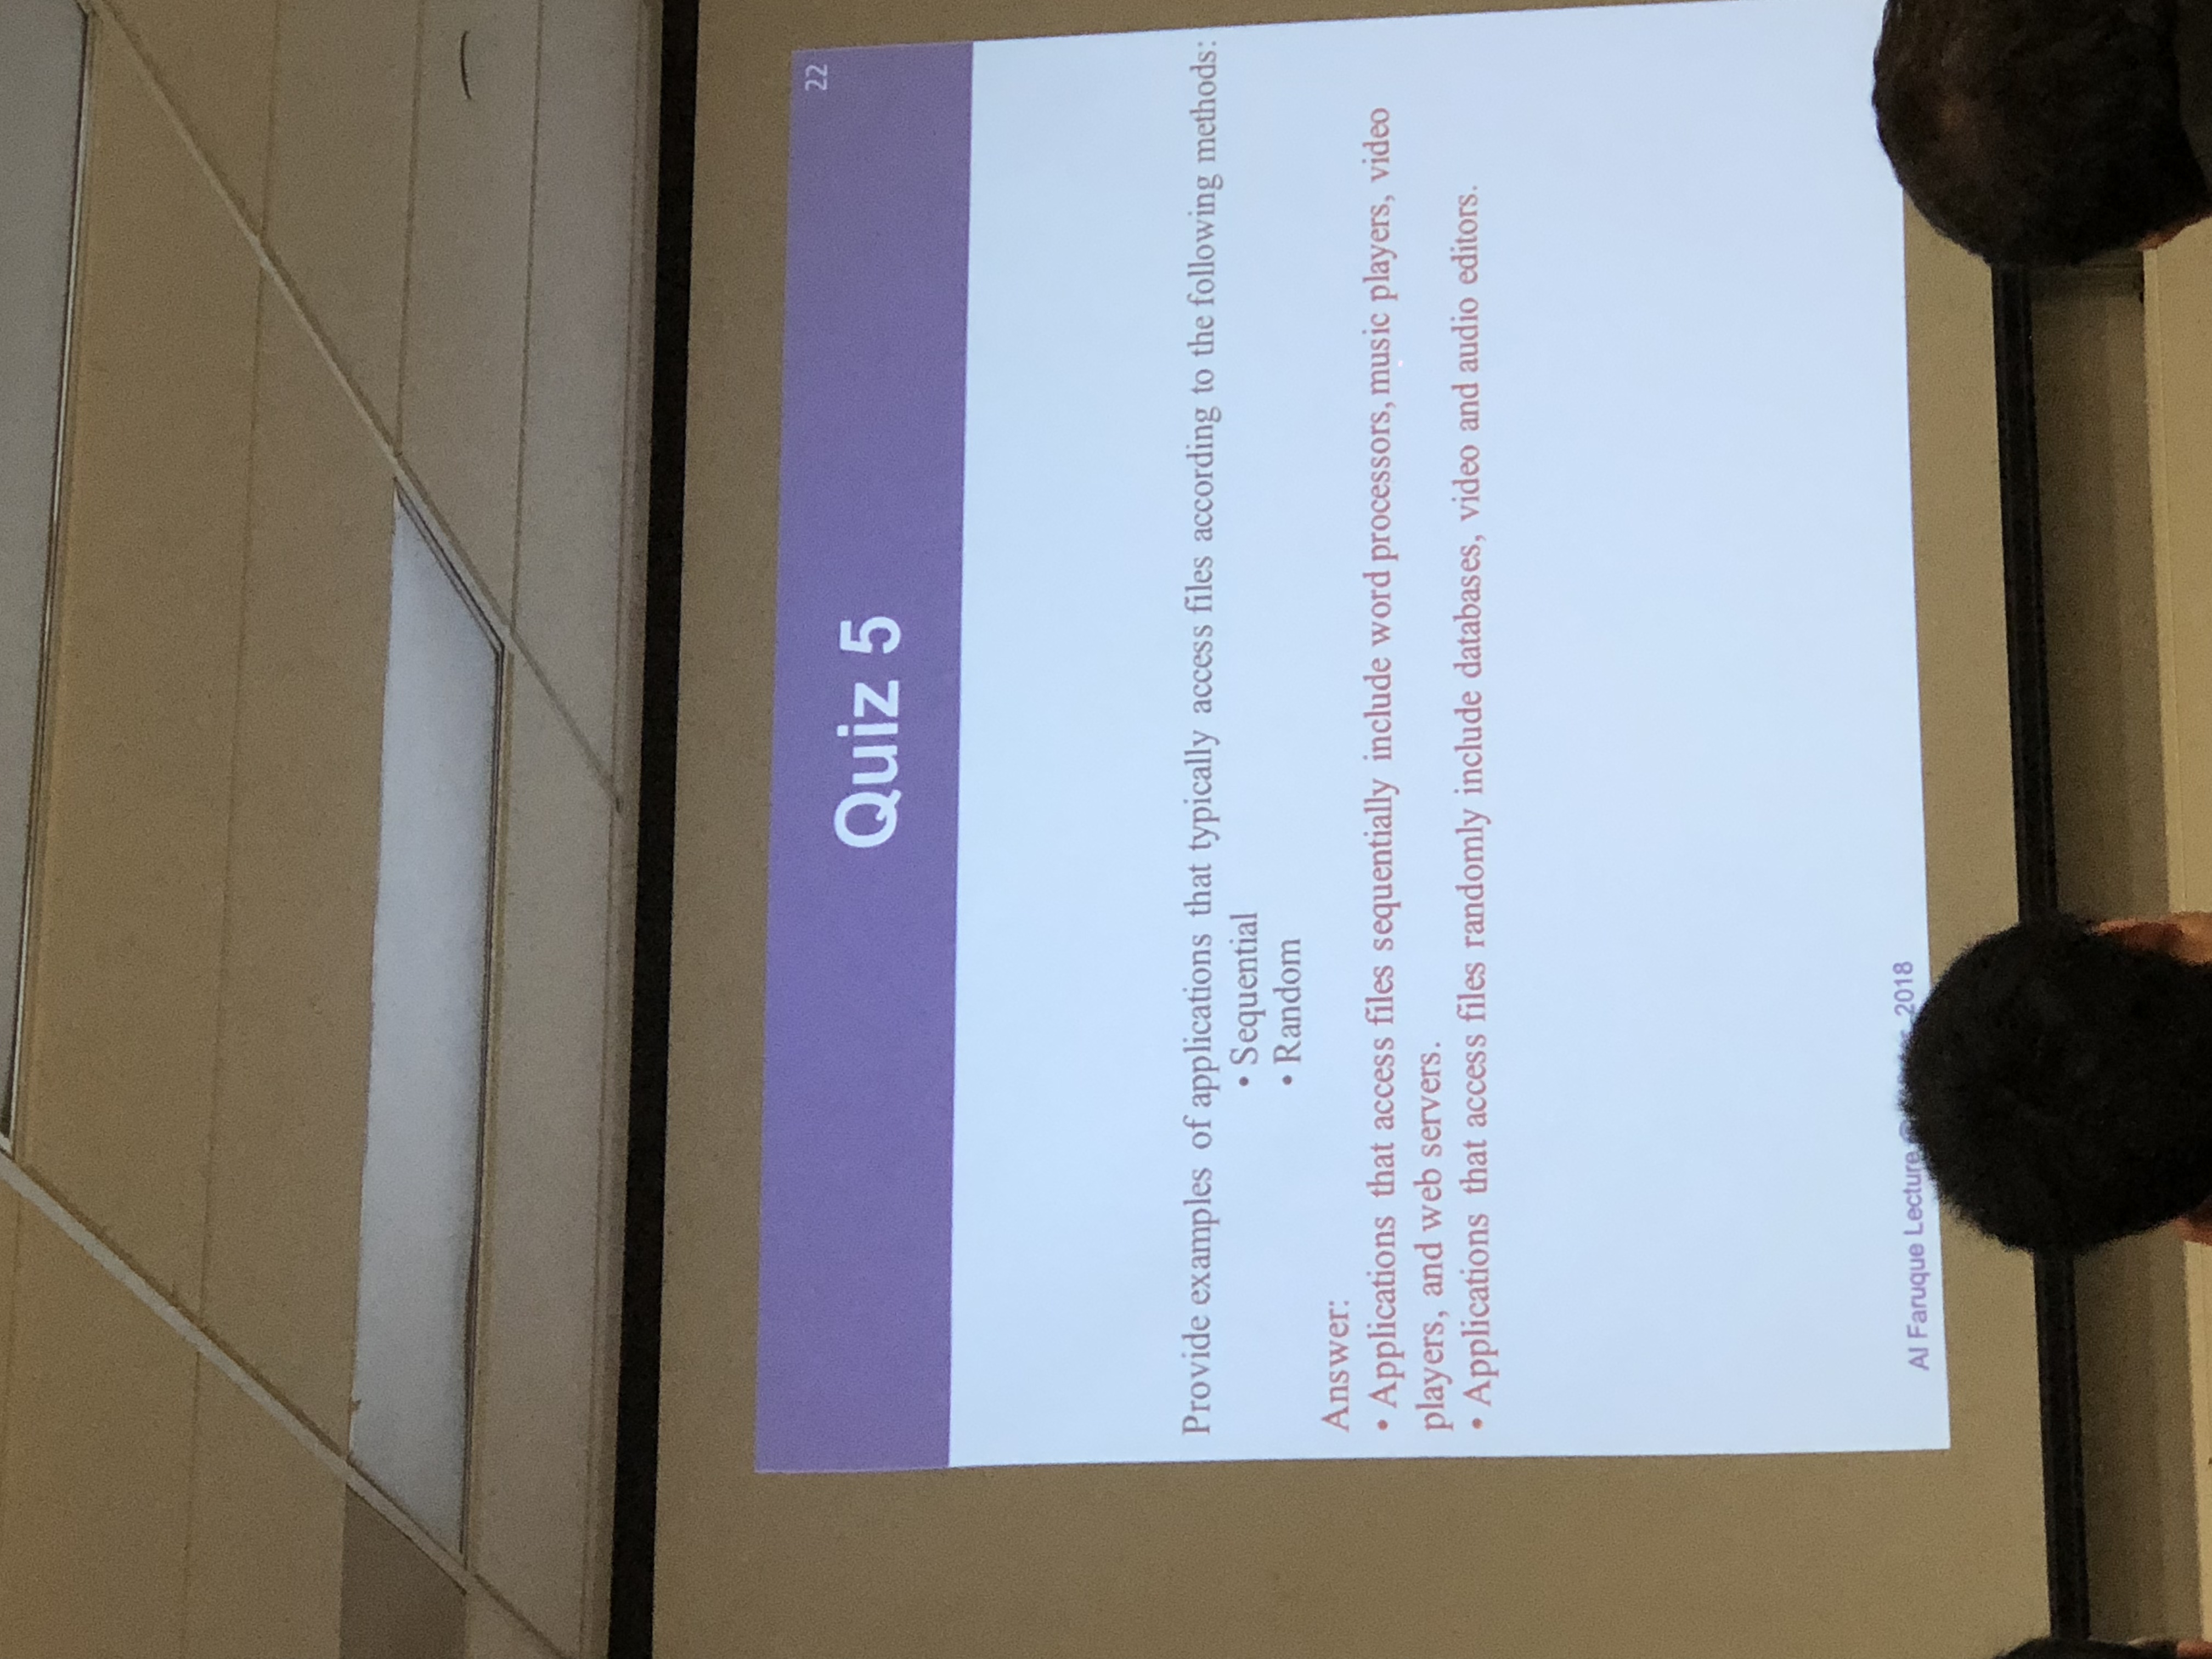 22
Quiz 5
Provide examples of applications that typically access files according to the following methods:
• Sequential
• Random
Answer:
• Applications that access files sequentially include word processors, music players, video
players, and web servers.
• Applications that access files randomly include databases, video and audio editors.
Al Faruque Lecture 2018